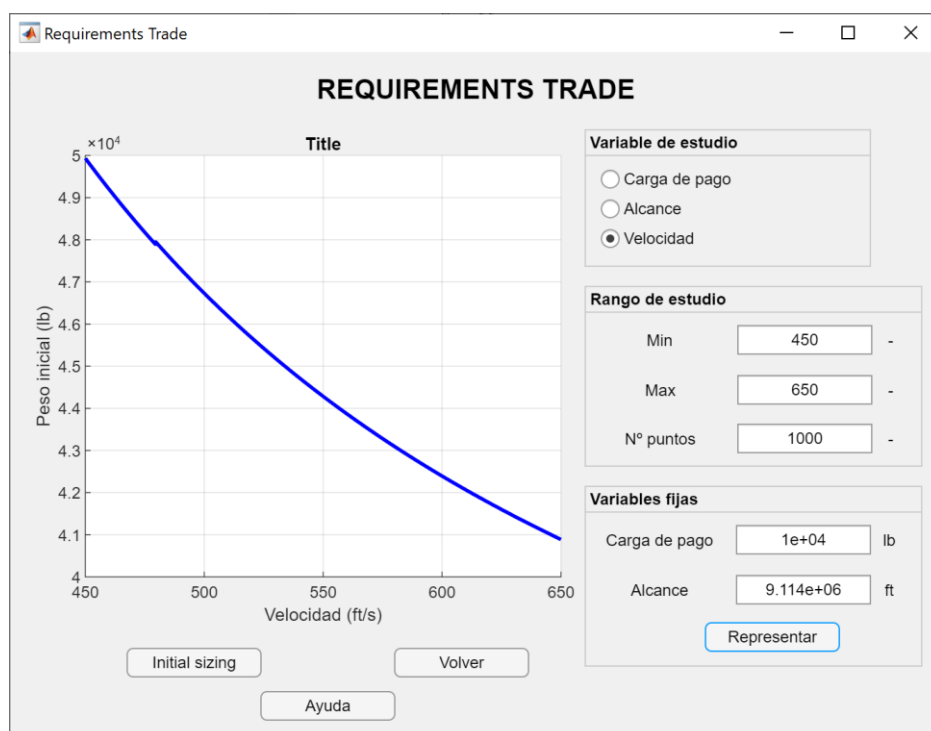 Requirements Trade
REQUIREMENTS TRADE
×10⁴
Title
5
4.9
4.8
4.7
4.6
4.5
4.4
4.3
4.2
4.1
4
Peso inicial (lb)
450 500 550 600 650
Velocidad (ft/s)
Variable de estudio
Carga de pago
Alcance
Velocidad
Rango de estudio
Min 450 -
Max 650 -
Nº puntos 1000 -
Variables fijas
Carga de pago 1e+04 lb
Alcance 9.114e+06 ft
Representar
Initial sizing Volver
Ayuda